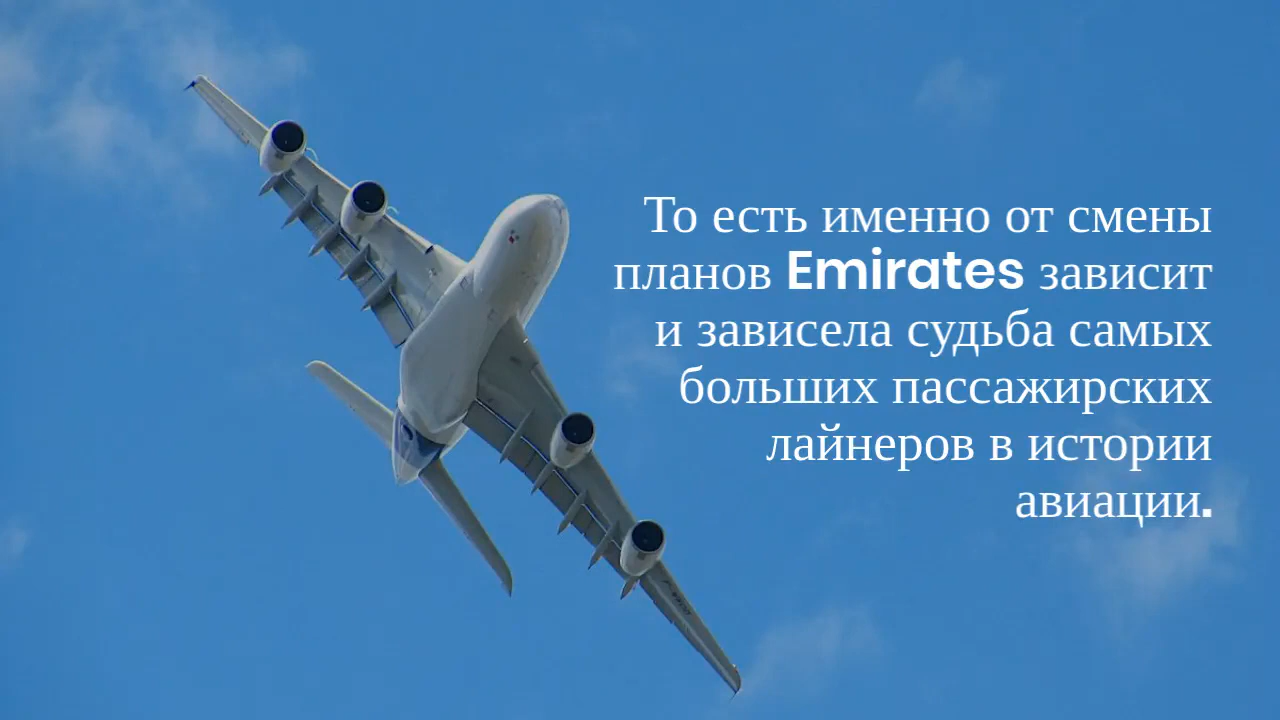 То есть именно от смены
планов Emirates зависит
и зависела судьба самых
больших пассажирских
лайнеров в истории
авиации.